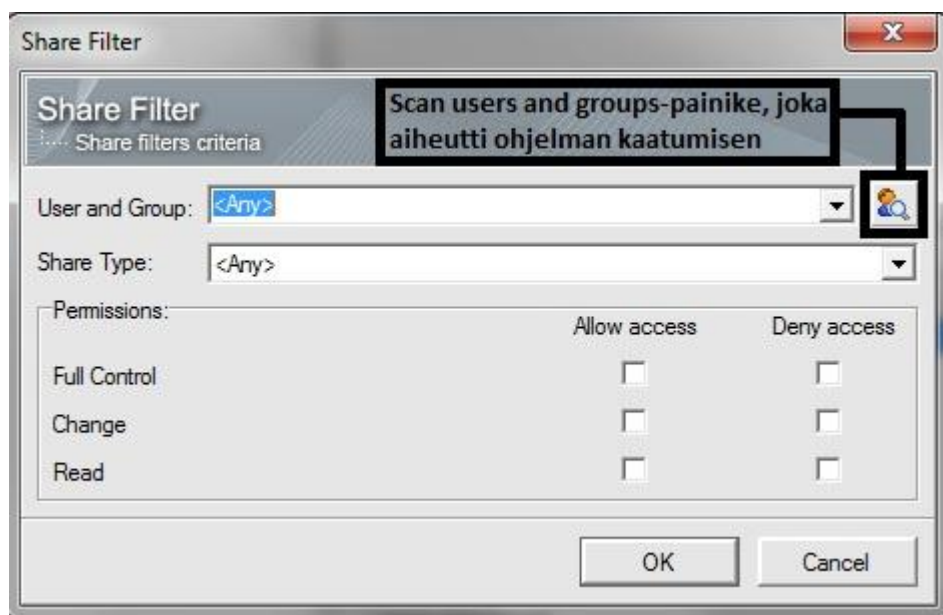 Share Filter
Share Filter
Share filters criteria
Scan users and groups-painike, joka
aiheutti ohjelman kaatumisen
User and Group: <Any>
Share Type: <Any>
Permissions:
Allow access Deny access
Full Control
Change
Read
OK Cancel